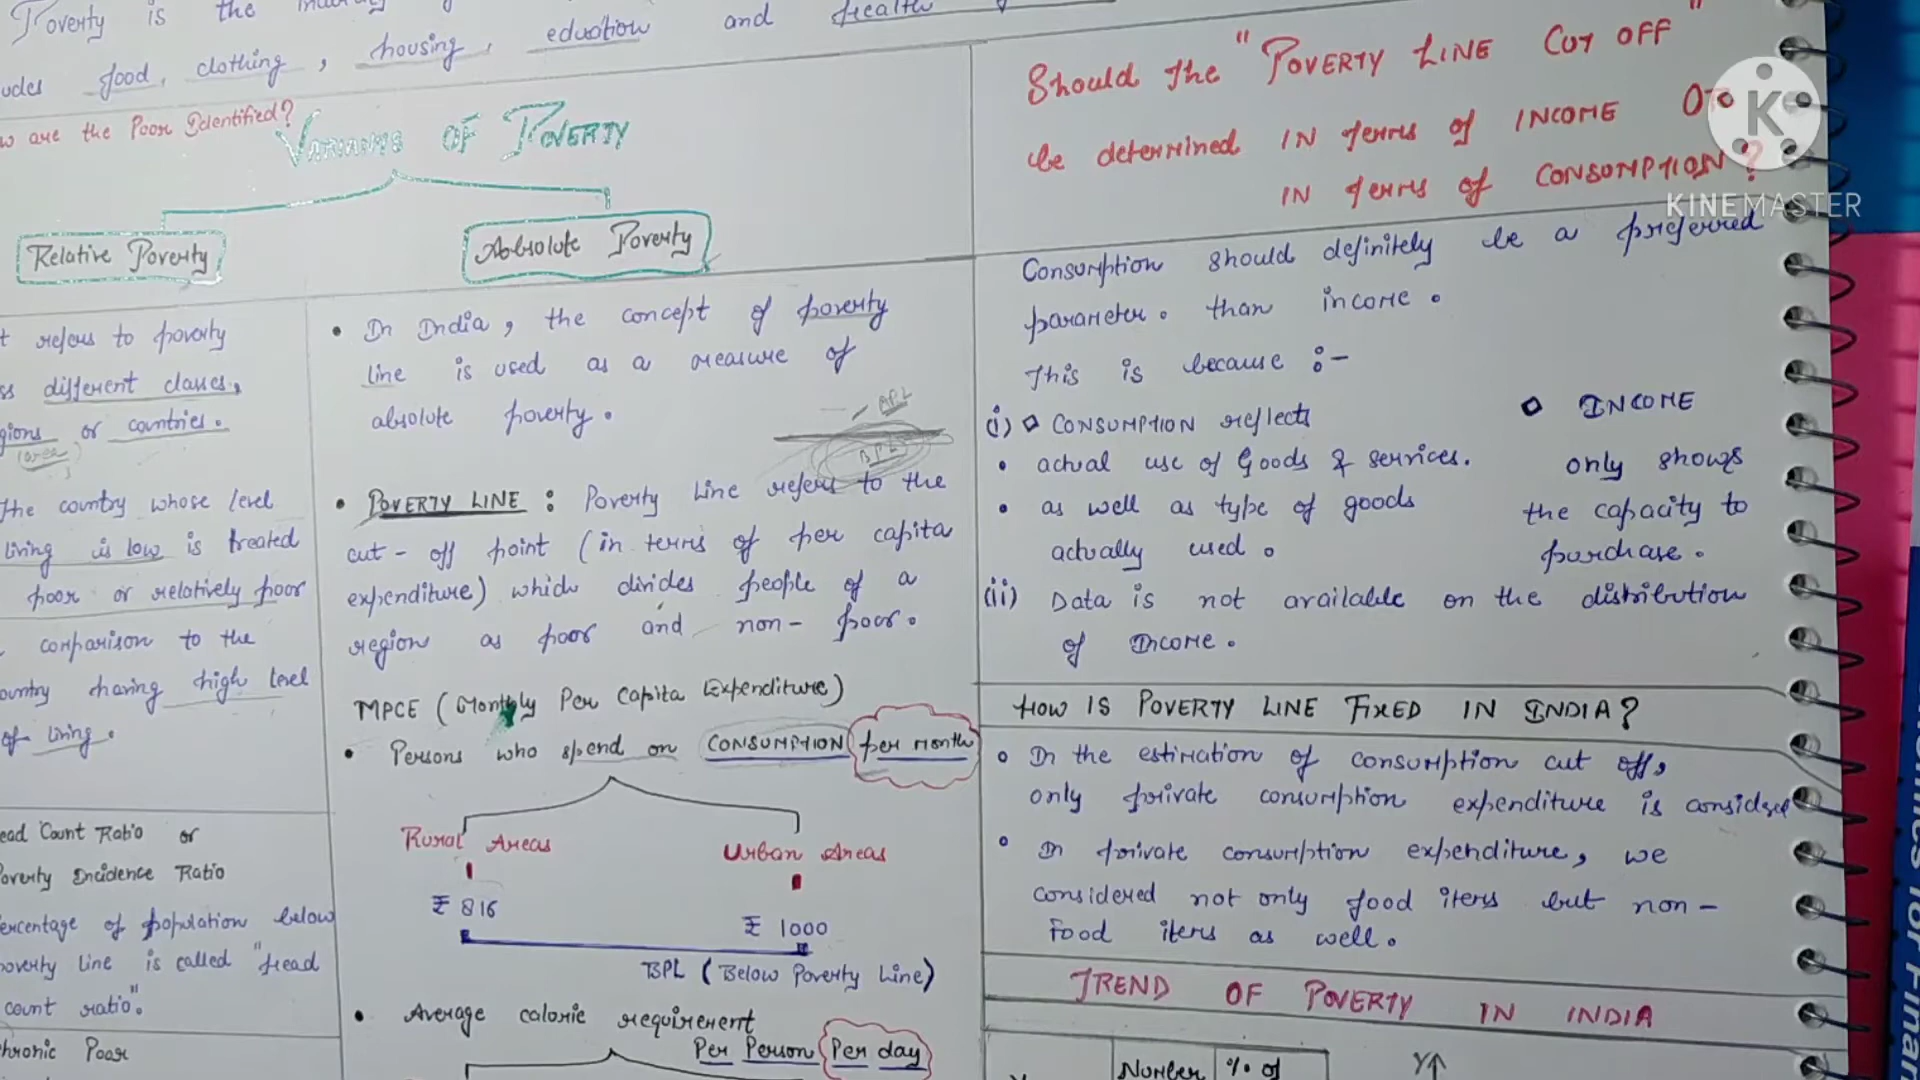 Poverty is the
food, clothing, housing, education and health
are the Poor Identified?
VARIANTS OF POVERTY
Relative Poverty
Absolute Poverty
refers to poverty
different classes,
or countries.
(area)
The country whose level
living is low is treated
poor or relatively poor
comparison to the
having high level
of living.
Count Ratio or
Incidence Ratio
of population below
line is called "Head
count ratio".
Poor
• In India, the concept of poverty
line is used as a measure of
absolute poverty.
APL
BPL
• POVERTY LINE : Poverty Line refers to the
cut-off point (in terms of per capita
expenditure) which divides people of a
region as poor and non-poor.
MPCE (Monthly Per Capita Expenditure)
• Persons who spend on CONSUMPTION per month
Rural Areas
Urban Areas
₹ 816
₹ 1000
BPL (Below Poverty Line)
• Average calorie requirement
Per Person Per day
Should the "POVERTY LINE CUT OFF"
be determined IN terms of INCOME or
IN terms of CONSUMPTION?
K
KINEMASTER
Consumption should definitely be a preferred
parameter. than income.
This is because :-
(i) CONSUMPTION reflects
• actual use of Goods & services.
• as well as type of goods
actually used.
INCOME
only shows
the capacity to
purchase.
(ii) Data is not available on the distribution
of Income.
HOW IS POVERTY LINE FIXED IN INDIA?
In the estimation of consumption cut off,
only private consumption expenditure is considered
In private consumption expenditure, we
considered not only food items but non-
food items as well.
TREND OF POVERTY IN INDIA
Number
% of
Y